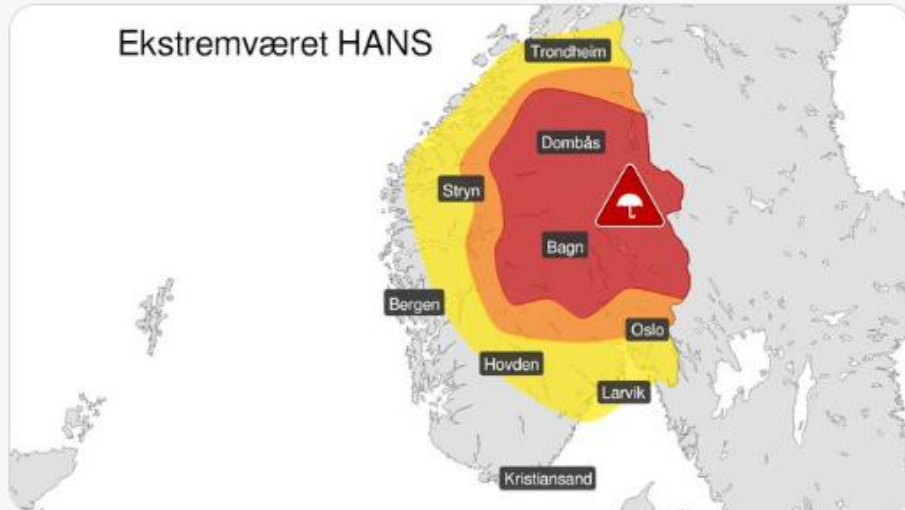 Ekstremværet HANS
Trondheim
Dombås
Stryn
Bagn
Bergen
Oslo
Hovden
Larvik
Kristiansand